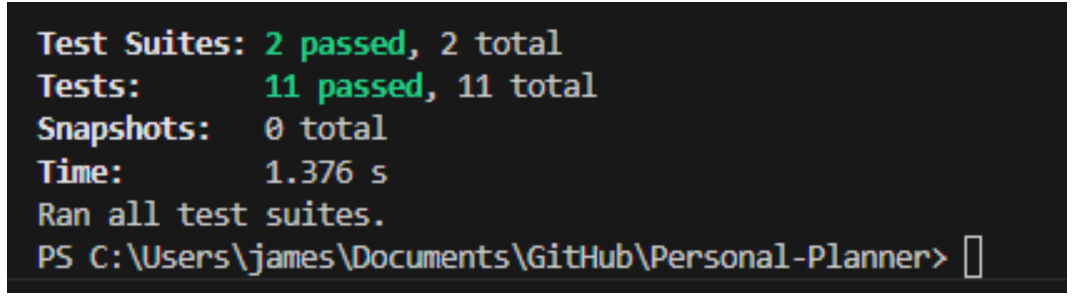 Test Suites: 2 passed, 2 total
Tests:       11 passed, 11 total
Snapshots:   0 total
Time:        1.376 s
Ran all test suites.
PS C:\Users\james\Documents\GitHub\Personal-Planner>